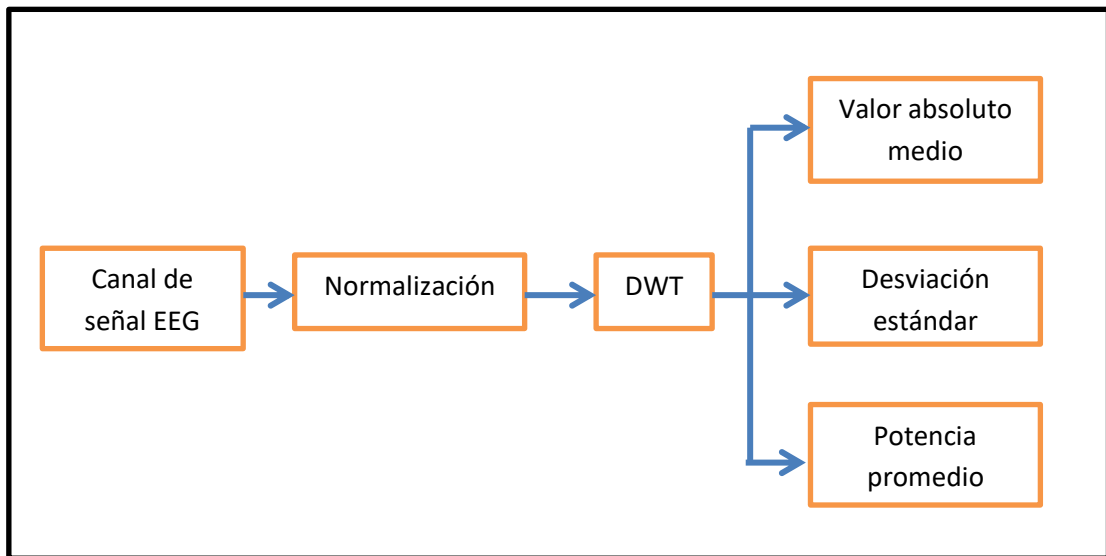 Canal de
señal EEG
Normalización
DWT
Valor absoluto
medio
Desviación
estándar
Potencia
promedio